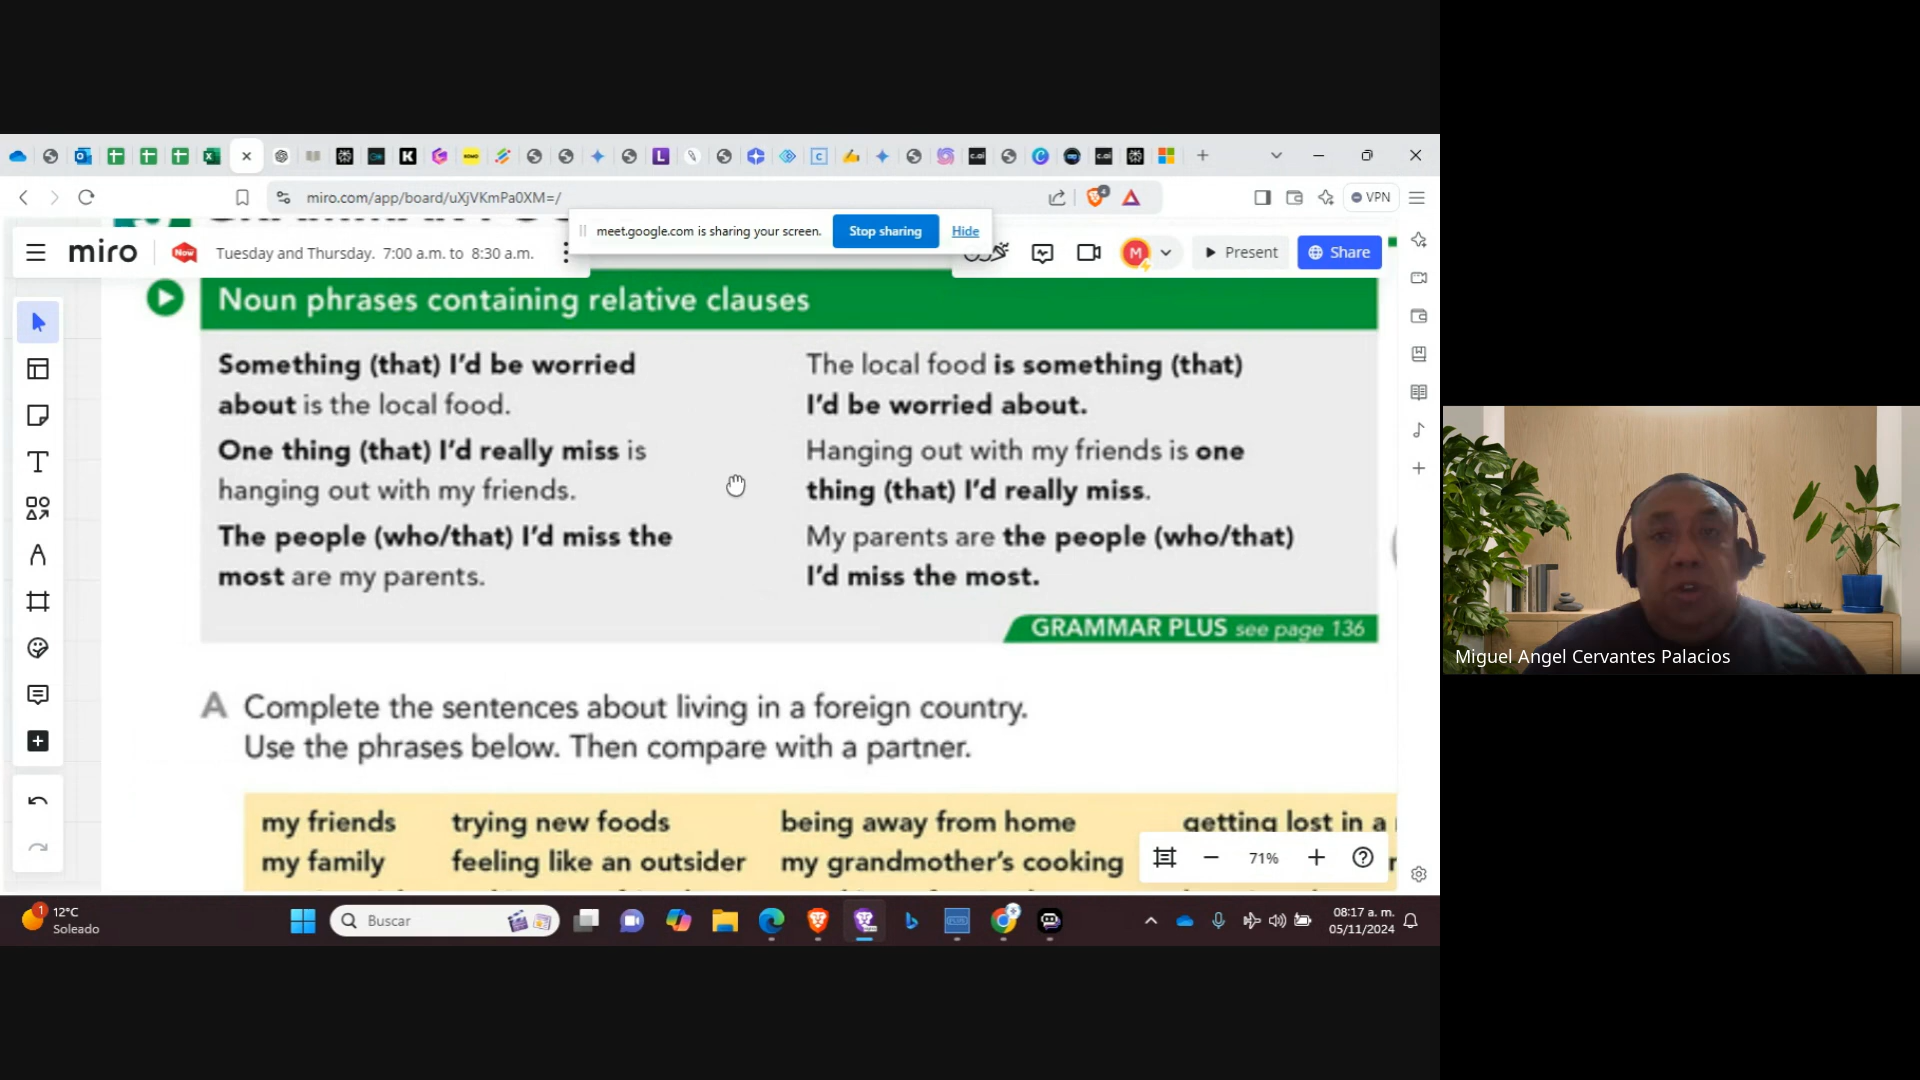 miro.com/app/board/uXjVKmPa0XM=/
VPN
meet.google.com is sharing your screen.
Stop sharing
Hide
miro
Now
Tuesday and Thursday. 7:00 a.m. to 8:30 a.m.
M
Present
Share
Noun phrases containing relative clauses
Something (that) I'd be worried
about is the local food.
One thing (that) I'd really miss is
hanging out with my friends.
The people (who/that) I'd miss the
most are my parents.
The local food is something (that)
I'd be worried about.
Hanging out with my friends is one
thing (that) I'd really miss.
My parents are the people (who/that)
I'd miss the most.
GRAMMAR PLUS see page 136
A Complete the sentences about living in a foreign country.
Use the phrases below. Then compare with a partner.
my friends trying new foods being away from home getting lost in a
my family feeling like an outsider my grandmother's cooking
71%
Miguel Angel Cervantes Palacios
1
12°C
Soleado
Buscar
08:17 a. m.
05/11/2024